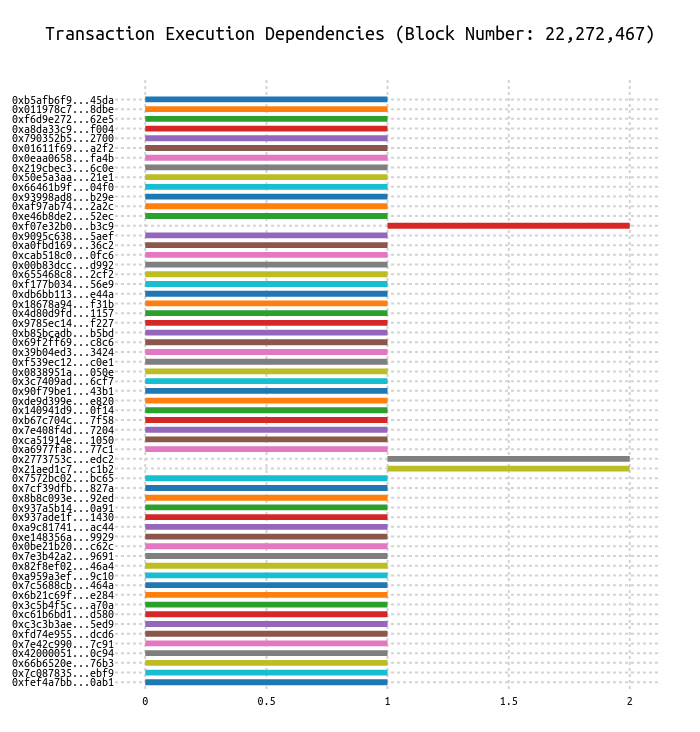 Transaction Execution Dependencies (Block Number: 22,272,467)
0xb5afb6f9...45da
0x011978c7...8dbe
0xf6d9e272...62e5
0xa8da33c9...f004
0x790352b5...2700
0x01611f69...a2f2
0x0eaa0658...fa4b
0x219cbec3...6c0e
0x50e5a3aa...21e1
0x66461b9f...04f0
0x93998ad8...b29e
0xaf97ab74...2a2c
0xe46b8de2...52ec
0xf07e32b0...b3c9
0x9095c638...5aef
0xa0fbd169...36c2
0xcab518c0...0fc6
0x00b83dcc...d992
0x655468c8...2cf2
0xf177b034...56e9
0xdb6bb113...e44a
0x18678a94...f31b
0x4d80d9fd...1157
0x9785ec14...f227
0xb85bcadb...b5bd
0x69f2ff69...c8c6
0x39b04ed3...3424
0xf539ec12...c0e1
0x0838951a...050e
0x3c7409ad...6cf7
0x90f79be1...43b1
0xde9d399e...e820
0x140941d9...0f14
0xb67c704c...7f58
0x7e408f4d...7204
0xca51914e...1050
0xa6977fa8...77c1
0x2773753c...edc2
0x21aed1c7...c1b2
0x7572bc02...bc65
0x7cf39dfb...827a
0x8b8c093e...92ed
0x937a5b14...0a91
0x937ade1f...1430
0xa9c81741...ac44
0xe148356a...9929
0x0be21b20...c62c
0x7e3b42a2...9691
0x82f8ef02...46a4
0xa959a3ef...9c10
0x7c5688cb...464a
0x6b21c69f...e284
0x3c5b4f5c...a70a
0xc61b6bd1...d580
0xc3c3b3ae...5ed9
0xfd74e955...dcd6
0x7e42c990...7c91
0x42000051...0c94
0x66b6520e...76b3
0x7c087835...ebf9
0xfef4a7bb...0ab1
0 0.5 1 1.5 2